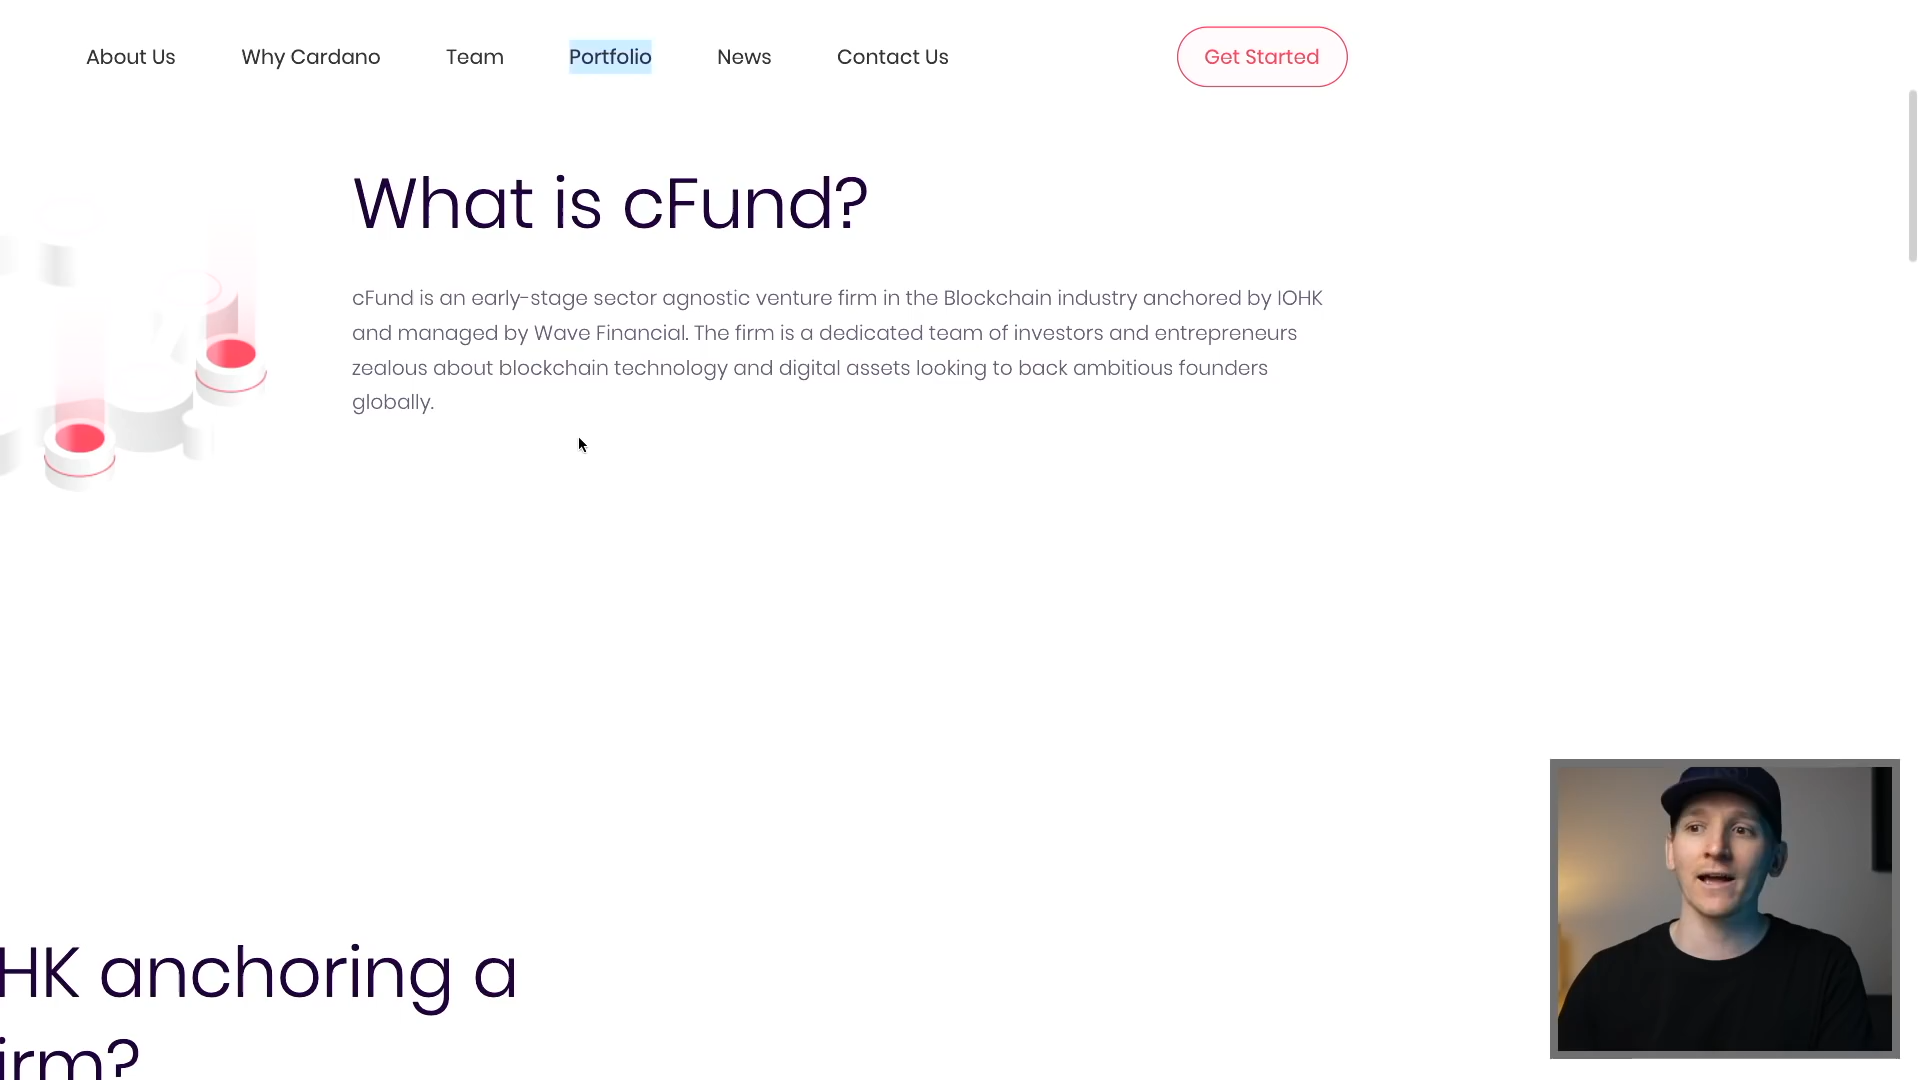 About Us Why Cardano Team Portfolio News Contact Us Get Started
What is cFund?
cFund is an early-stage sector agnostic venture firm in the Blockchain industry anchored by IOHK
and managed by Wave Financial. The firm is a dedicated team of investors and entrepreneurs
zealous about blockchain technology and digital assets looking to back ambitious founders
globally.
HK anchoring a
irm?